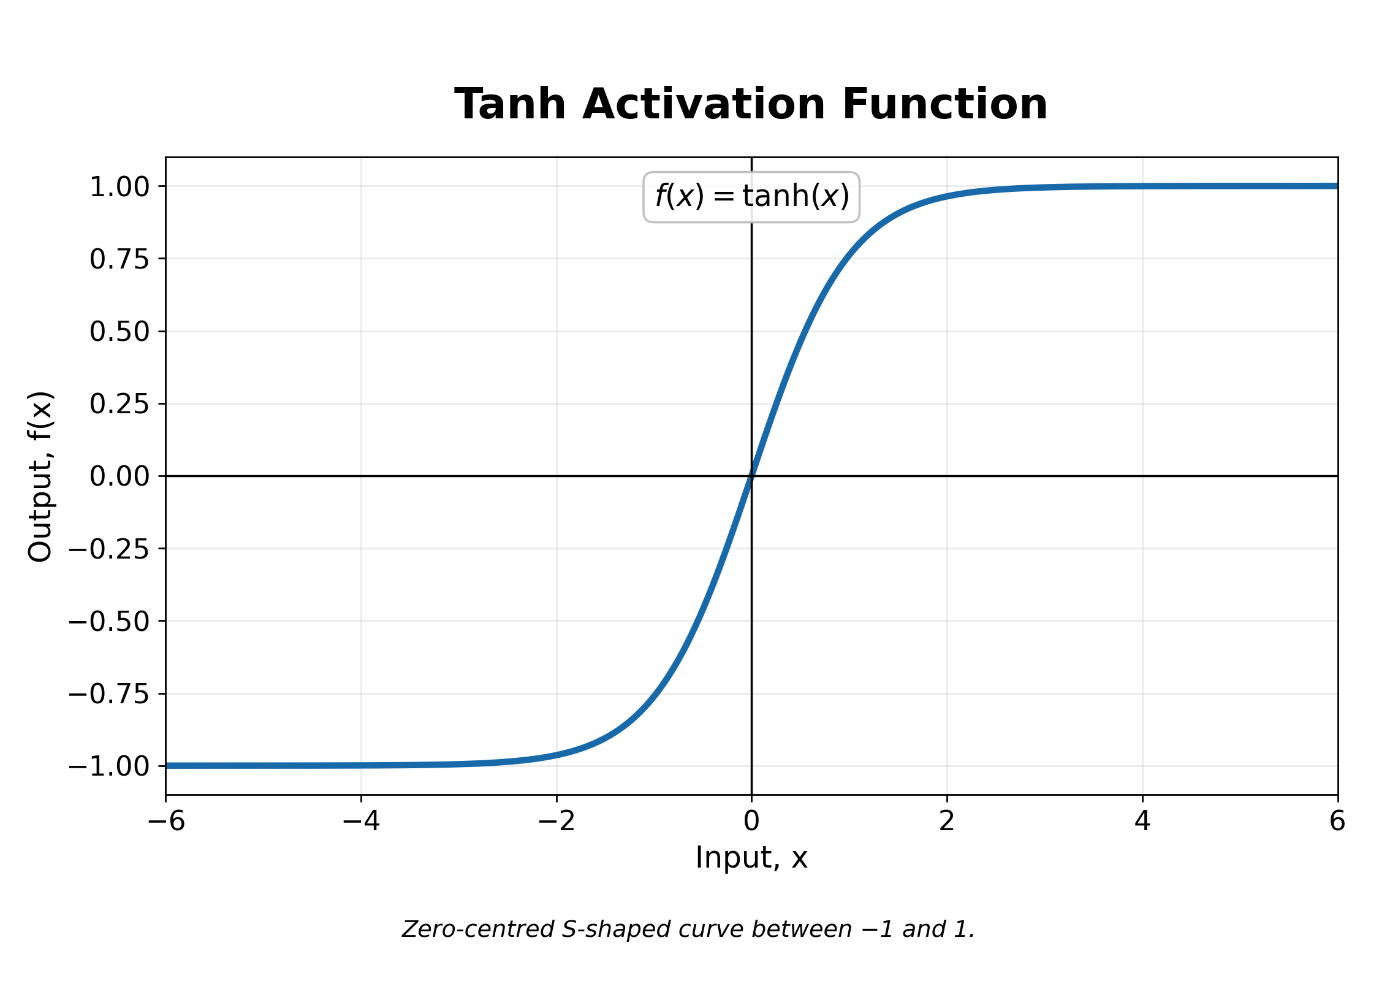 Tanh Activation Function
f(x) = tanh(x)
1.00
0.75
0.50
0.25
0.00
−0.25
−0.50
−0.75
−1.00
Output, f(x)
−6 −4 −2 0 2 4 6
Input, x
Zero-centred S-shaped curve between −1 and 1.